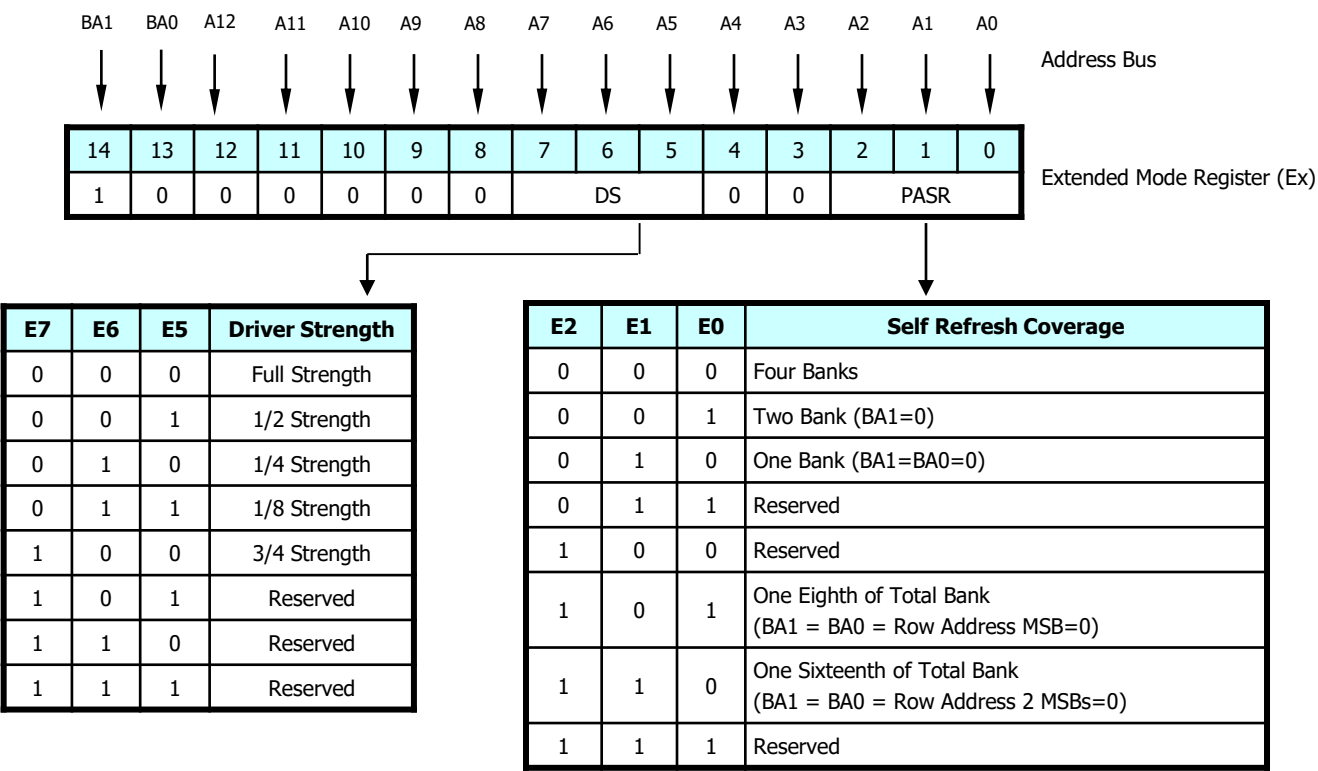 BA1 BA0 A12 A11 A10 A9 A8 A7 A6 A5 A4 A3 A2 A1 A0
Address Bus
14 13 12 11 10 9 8 7 6 5 4 3 2 1 0
1 0 0 0 0 0 0 DS 0 0 PASR
Extended Mode Register (Ex)
E7 E6 E5 Driver Strength
0 0 0 Full Strength
0 0 1 1/2 Strength
0 1 0 1/4 Strength
0 1 1 1/8 Strength
1 0 0 3/4 Strength
1 0 1 Reserved
1 1 0 Reserved
1 1 1 Reserved
E2 E1 E0 Self Refresh Coverage
0 0 0 Four Banks
0 0 1 Two Bank (BA1=0)
0 1 0 One Bank (BA1=BA0=0)
0 1 1 Reserved
1 0 0 Reserved
1 0 1 One Eighth of Total Bank
(BA1 = BA0 = Row Address MSB=0)
1 1 0 One Sixteenth of Total Bank
(BA1 = BA0 = Row Address 2 MSBs=0)
1 1 1 Reserved